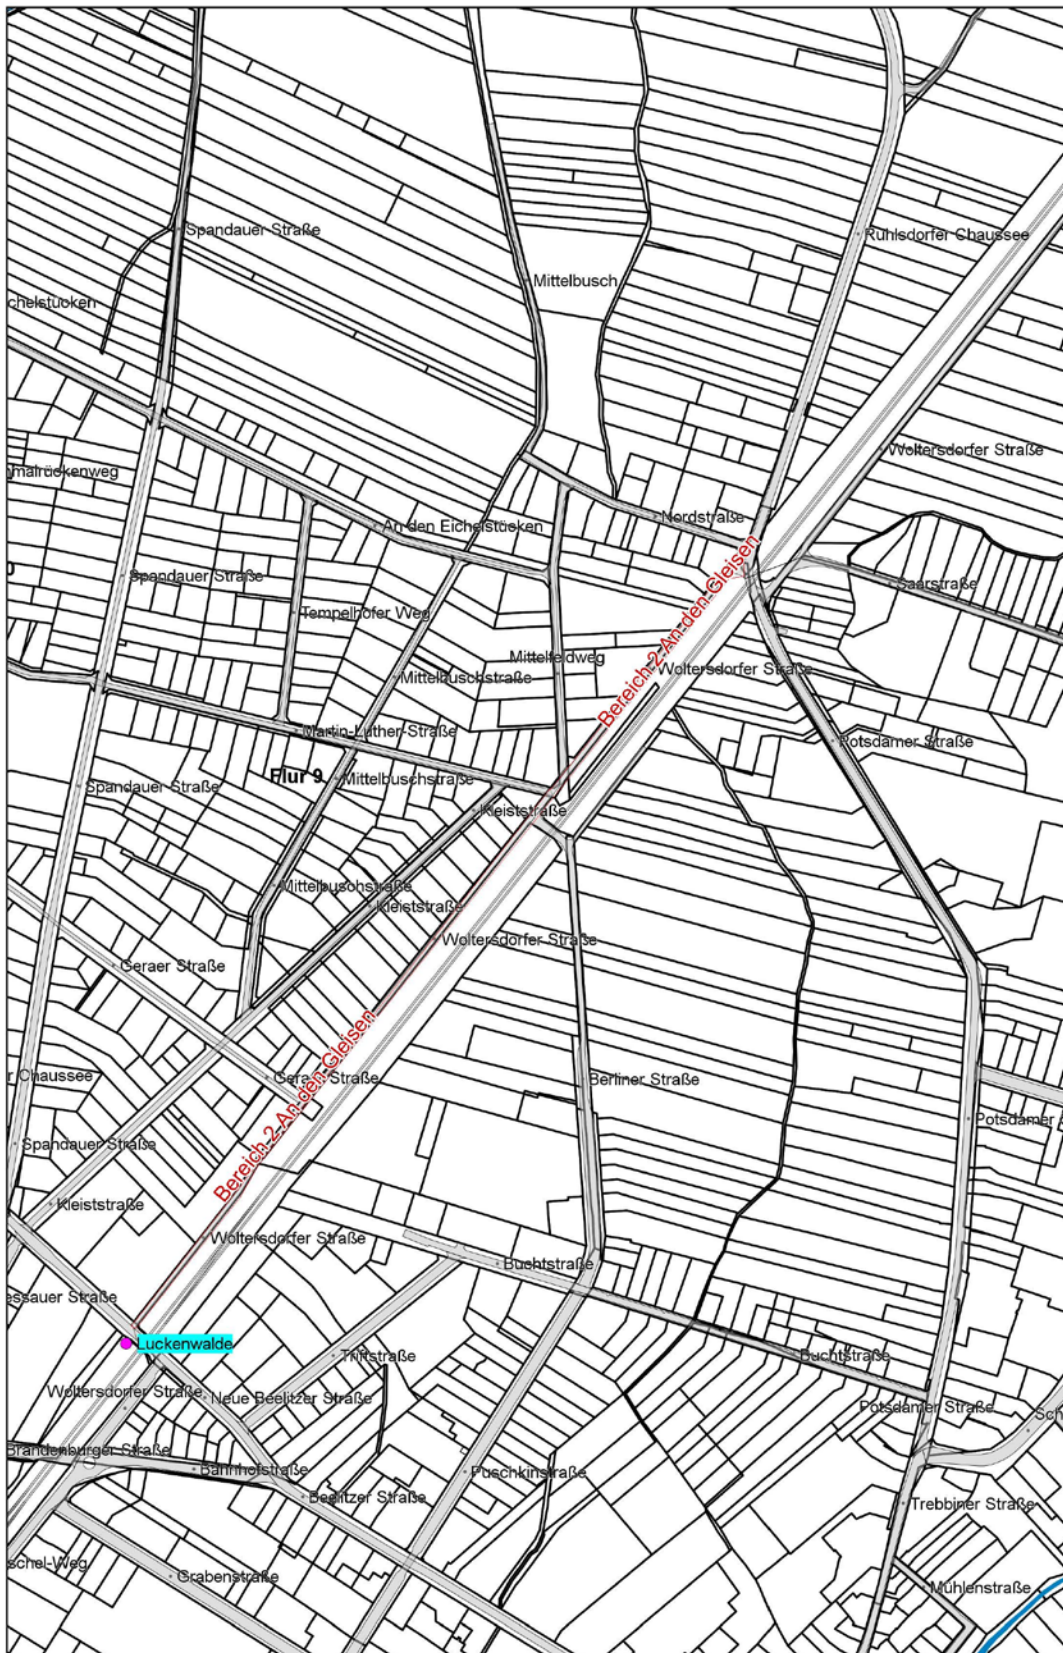 Spandauer Straße
Ruhlsdorfer Chaussee
Mittelbusch
chelstücken
Woltersdorfer Straße
malrückenweg
Nordstraße
An den Eichelstücken
Spandauer Straße
Saarstraße
Tempelhofer Weg
Bereich 2 An den Gleisen
Mittelfeldweg
Woltersdorfer Straße
Mittelbuschstraße
Martin-Luther-Straße
Potsdamer Straße
Flur 9
Mittelbuschstraße
Spandauer Straße
Kleiststraße
Mittelbuschstraße
Kleiststraße
Woltersdorfer Straße
Geraer Straße
Bereich 2 An den Gleisen
r Chaussee
Geraer Straße
Berliner Straße
Potsdamer
Spandauer Straße
Kleiststraße
Woltersdorfer Straße
Buchtstraße
essauer Straße
Luckenwalde
Triftstraße
Buchtstraße
Woltersdorfer Straße
Neue Beelitzer Straße
Potsdamer Straße
Sch
Brandenburger Straße
Bahnhofstraße
Puschkinstraße
Beelitzer Straße
Trebbiner Straße
schel-Weg
Grabenstraße
Mühlenstraße